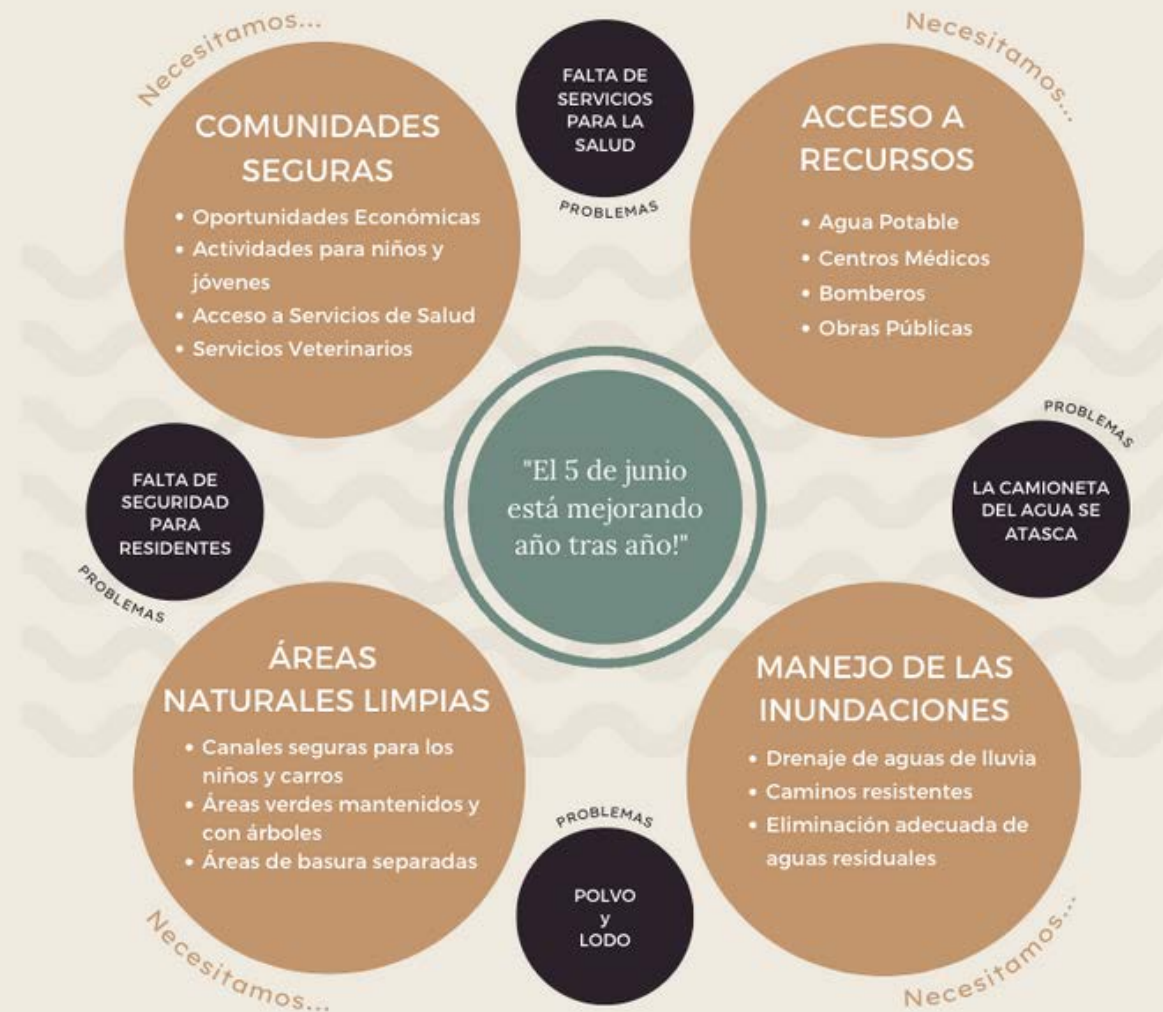 Necesitamos...
COMUNIDADES
SEGURAS
• Oportunidades Económicas
• Actividades para niños y
jóvenes
• Acceso a Servicios de Salud
• Servicios Veterinarios
FALTA DE
SERVICIOS
PARA LA
SALUD
PROBLEMAS
Necesitamos...
ACCESO A
RECURSOS
• Agua Potable
• Centros Médicos
• Bomberos
• Obras Públicas
FALTA DE
SEGURIDAD
PARA
RESIDENTES
PROBLEMAS
"El 5 de junio
está mejorando
año tras año!"
PROBLEMAS
LA CAMIONETA
DEL AGUA SE
ATASCA
ÁREAS
NATURALES LIMPIAS
• Canales seguras para los
niños y carros
• Áreas verdes mantenidos y
con árboles
• Áreas de basura separadas
Necesitamos...
PROBLEMAS
POLVO
y
LODO
MANEJO DE LAS
INUNDACIONES
• Drenaje de aguas de lluvia
• Caminos resistentes
• Eliminación adecuada de
aguas residuales
Necesitamos...